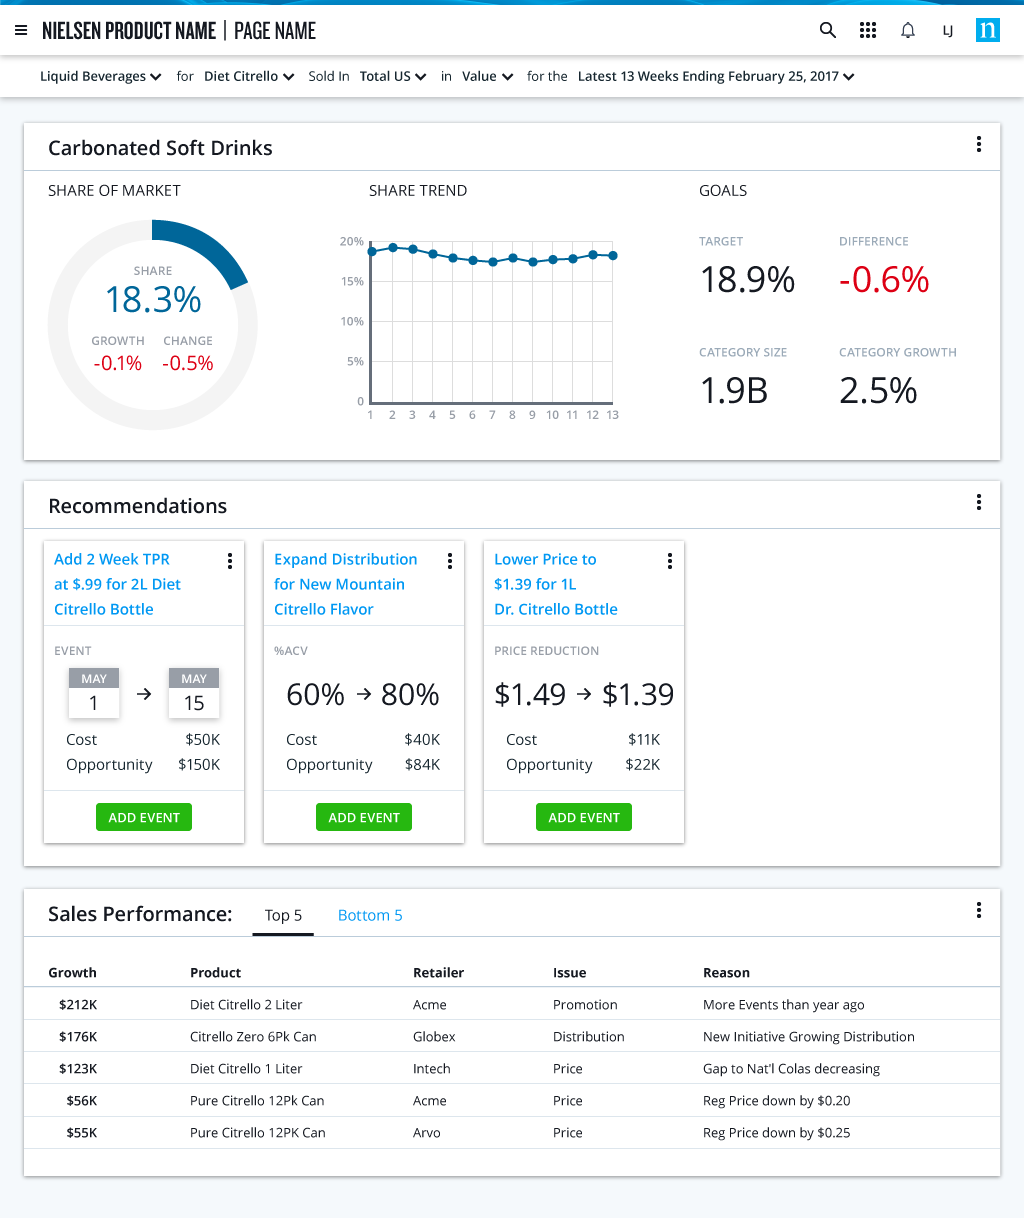 NIELSEN PRODUCT NAME | PAGE NAME
LJ
n
Liquid Beverages for Diet Citrello Sold In Total US in Value for the Latest 13 Weeks Ending February 25, 2017
Carbonated Soft Drinks
SHARE OF MARKET
SHARE
18.3%
GROWTH CHANGE
-0.1% -0.5%
SHARE TREND
20%
15%
10%
5%
0
1 2 3 4 5 6 7 8 9 10 11 12 13
GOALS
TARGET DIFFERENCE
18.9% -0.6%
CATEGORY SIZE CATEGORY GROWTH
1.9B 2.5%
Recommendations
Add 2 Week TPR
at $.99 for 2L Diet
Citrello Bottle
EVENT
MAY MAY
1 → 15
Cost $50K
Opportunity $150K
ADD EVENT
Expand Distribution
for New Mountain
Citrello Flavor
%ACV
60% → 80%
Cost $40K
Opportunity $84K
ADD EVENT
Lower Price to
$1.39 for 1L
Dr. Citrello Bottle
PRICE REDUCTION
$1.49 → $1.39
Cost $11K
Opportunity $22K
ADD EVENT
Sales Performance: Top 5 Bottom 5
Growth Product Retailer Issue Reason
$212K Diet Citrello 2 Liter Acme Promotion More Events than year ago
$176K Citrello Zero 6Pk Can Globex Distribution New Initiative Growing Distribution
$123K Diet Citrello 1 Liter Intech Price Gap to Nat'l Colas decreasing
$56K Pure Citrello 12Pk Can Acme Price Reg Price down by $0.20
$55K Pure Citrello 12PK Can Arvo Price Reg Price down by $0.25